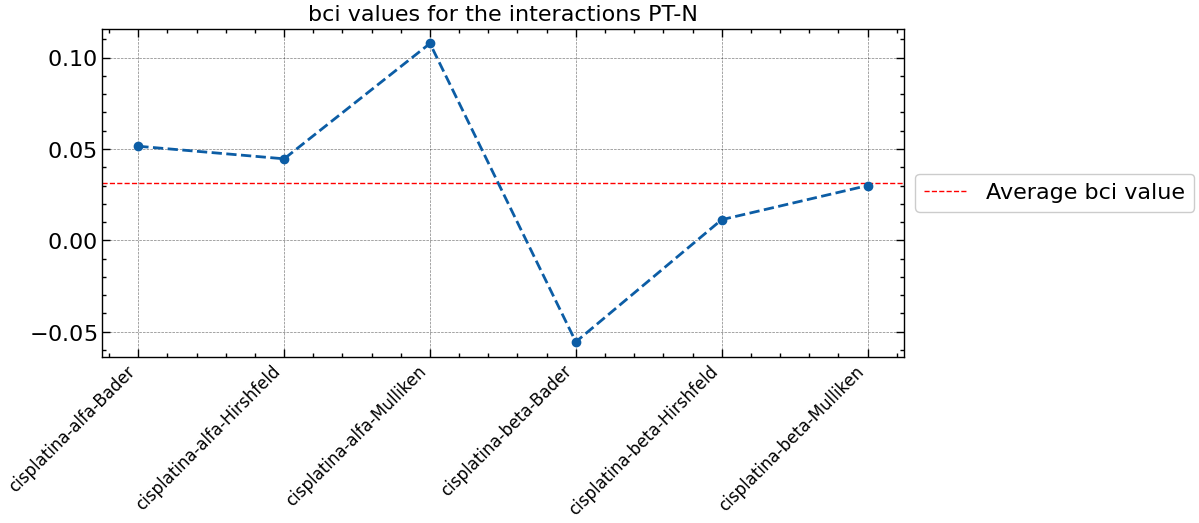 bci values for the interactions PT-N
0.10
0.05
0.00
−0.05
Average bci value
cisplatina-alfa-Bader
cisplatina-alfa-Hirshfeld
cisplatina-alfa-Mulliken
cisplatina-beta-Bader
cisplatina-beta-Hirshfeld
cisplatina-beta-Mulliken